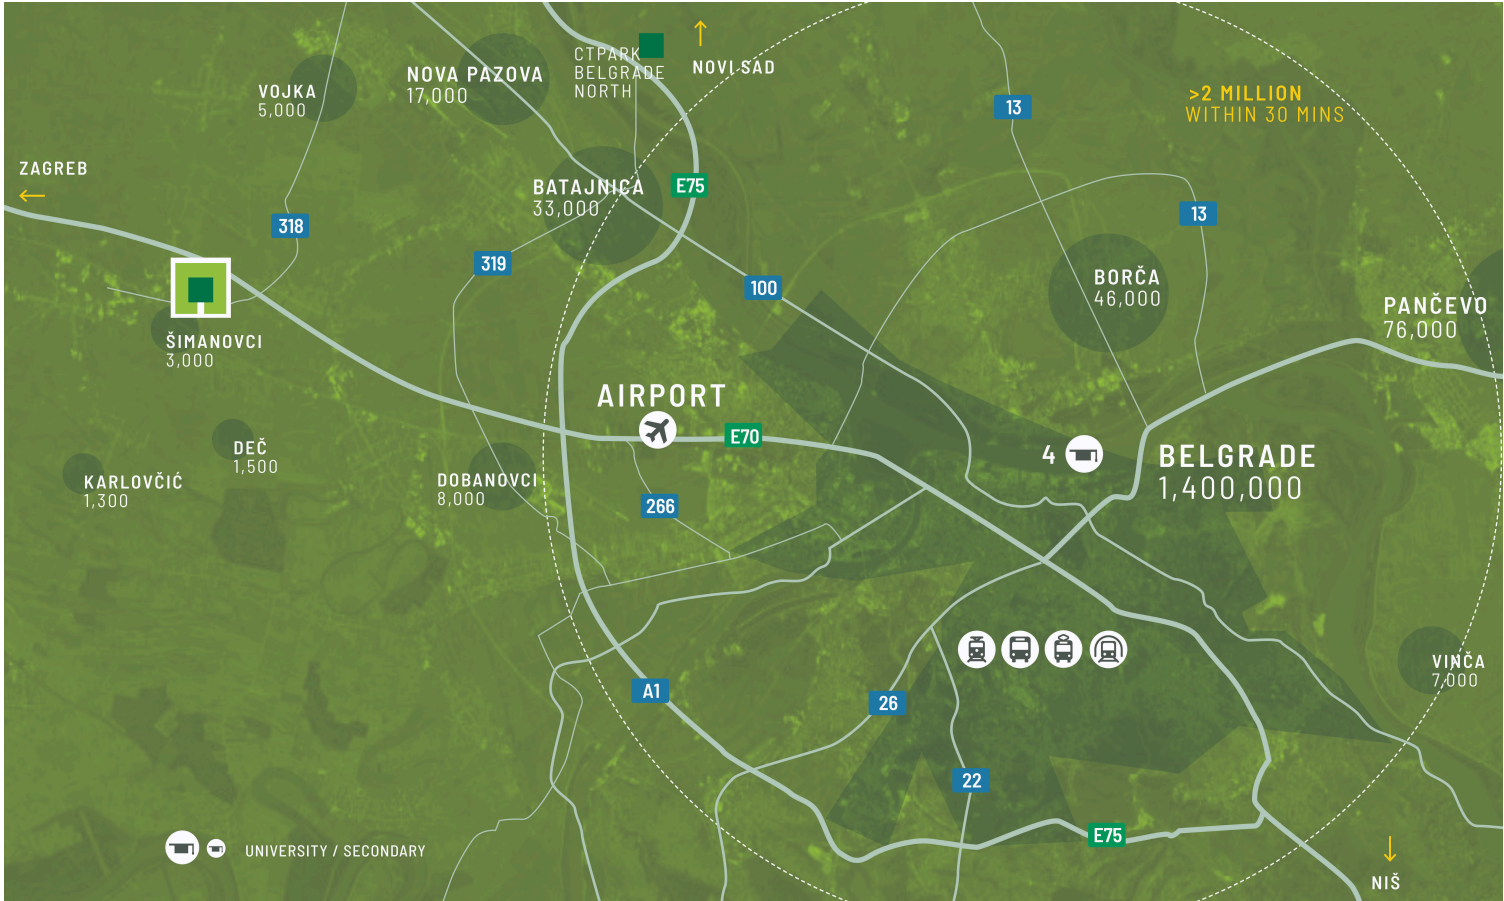 CTPARK
BELGRADE
NORTH
NOVI SAD
NOVA PAZOVA
17,000
VOJKA
5,000
>2 MILLION
WITHIN 30 MINS
13
ZAGREB
BATAJNICA
33,000
E75
13
318
319
100
BORČA
46,000
PANČEVO
76,000
ŠIMANOVCI
3,000
AIRPORT
E70
4
BELGRADE
1,400,000
DEČ
1,500
KARLOVČIĆ
1,300
DOBANOVCI
8,000
266
VINČA
7,000
A1
26
22
E75
UNIVERSITY / SECONDARY
NIŠ